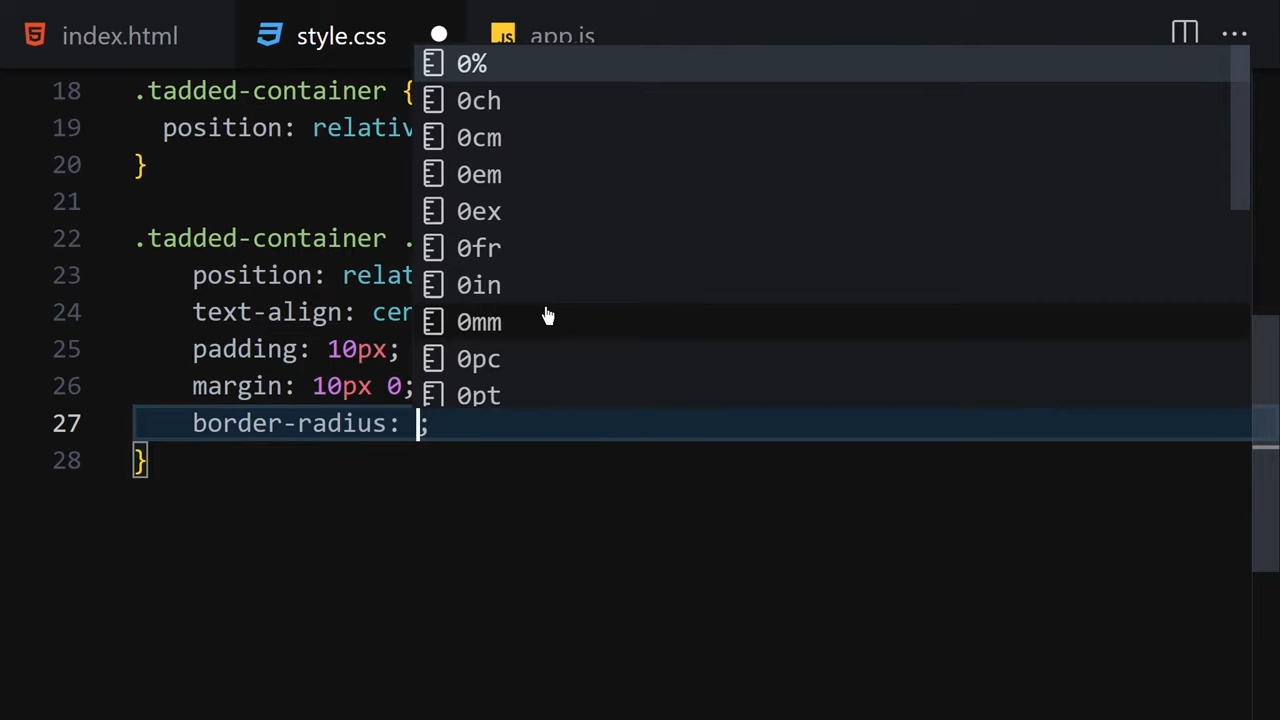 index.html style.css JS app.js ...
18 .tadded-container {
19 position: relativ
20 }
21
22 .tadded-container .
23 position: relat
24 text-align: cen
25 padding: 10px;
26 margin: 10px 0;
27 border-radius: ;
28 }
0%
0ch
0cm
0em
0ex
0fr
0in
0mm
0pc
0pt